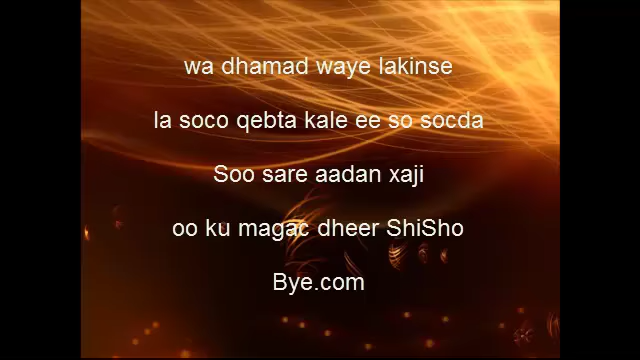 wa dhamad waye lakinse
la soco qebta kale ee so socda
Soo sare aadan xaji
oo ku magac dheer ShiSho
Bye.com